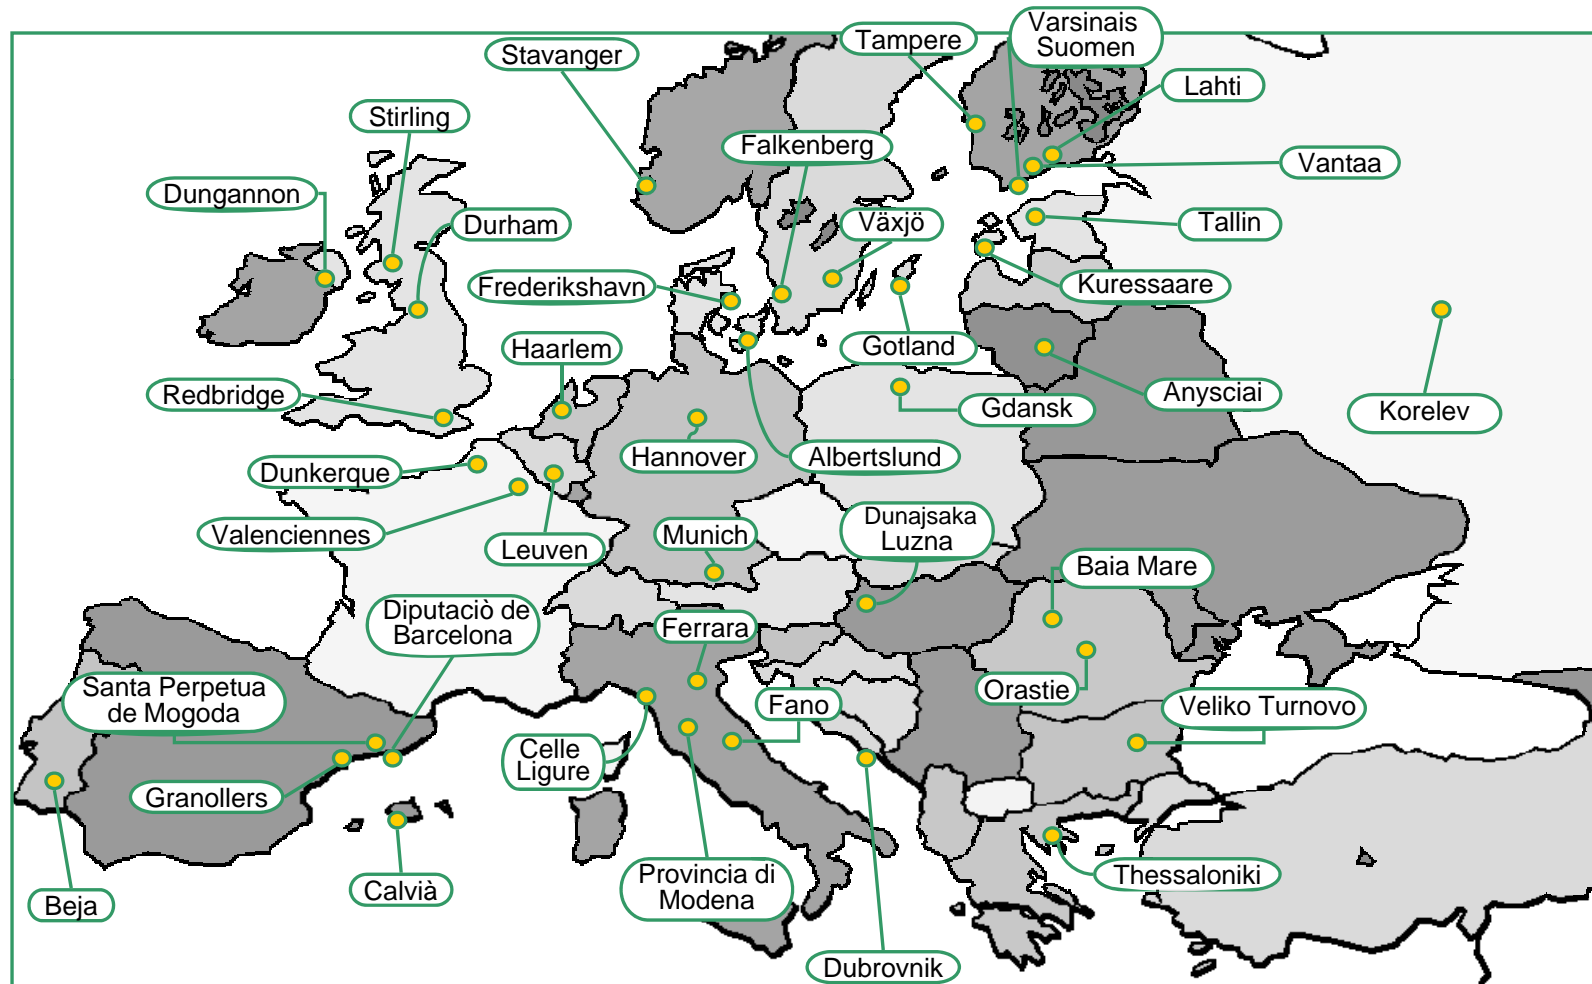 Varsinais
Suomen
Tampere
Stavanger
Lahti
Stirling
Falkenberg
Vantaa
Dungannon
Durham
Växjö
Tallin
Frederikshavn
Kuressaare
Haarlem
Gotland
Redbridge
Anysciai
Gdansk
Korelev
Hannover
Albertslund
Dunkerque
Valenciennes
Leuven
Munich
Dunajsaka
Luzna
Baia Mare
Diputaciò de
Barcelona
Ferrara
Santa Perpetua
de Mogoda
Orastie
Fano
Veliko Turnovo
Celle
Ligure
Granollers
Beja
Calvià
Provincia di
Modena
Thessaloniki
Dubrovnik